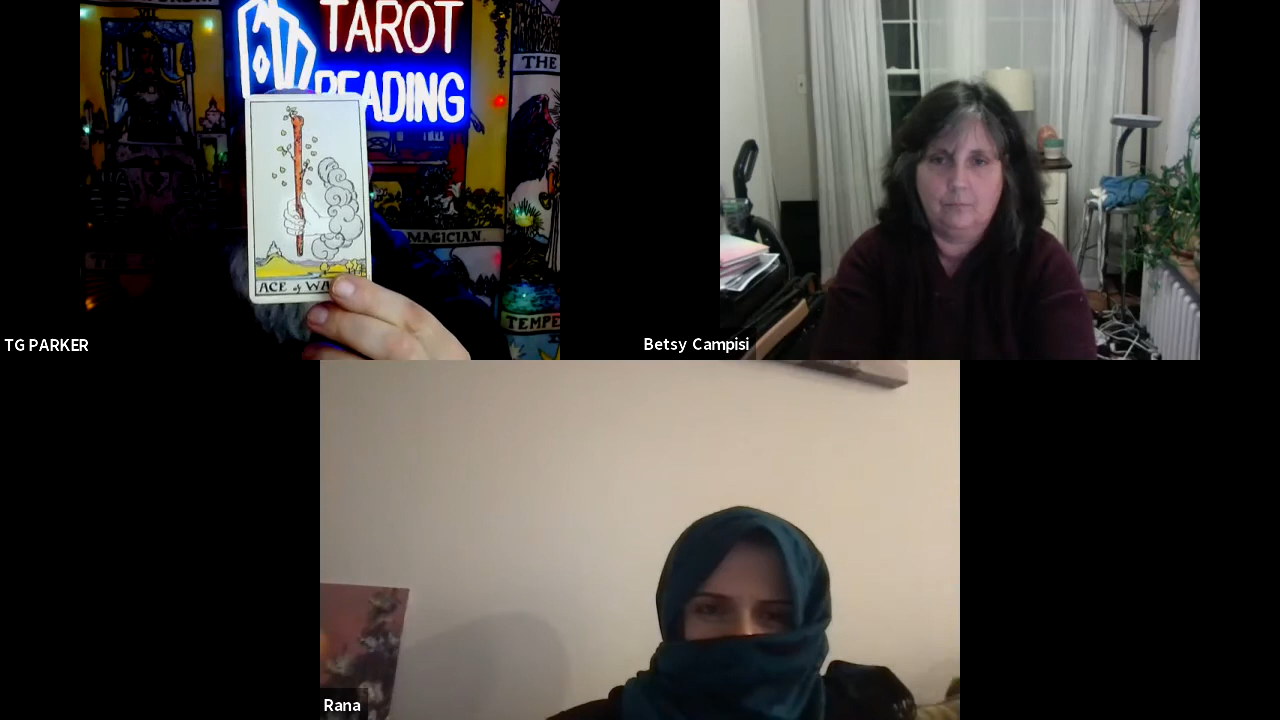 TAROT
READING
THE
ACE of WA
MAGICIAN.
TEMPE
TG PARKER
Betsy Campisi
Rana